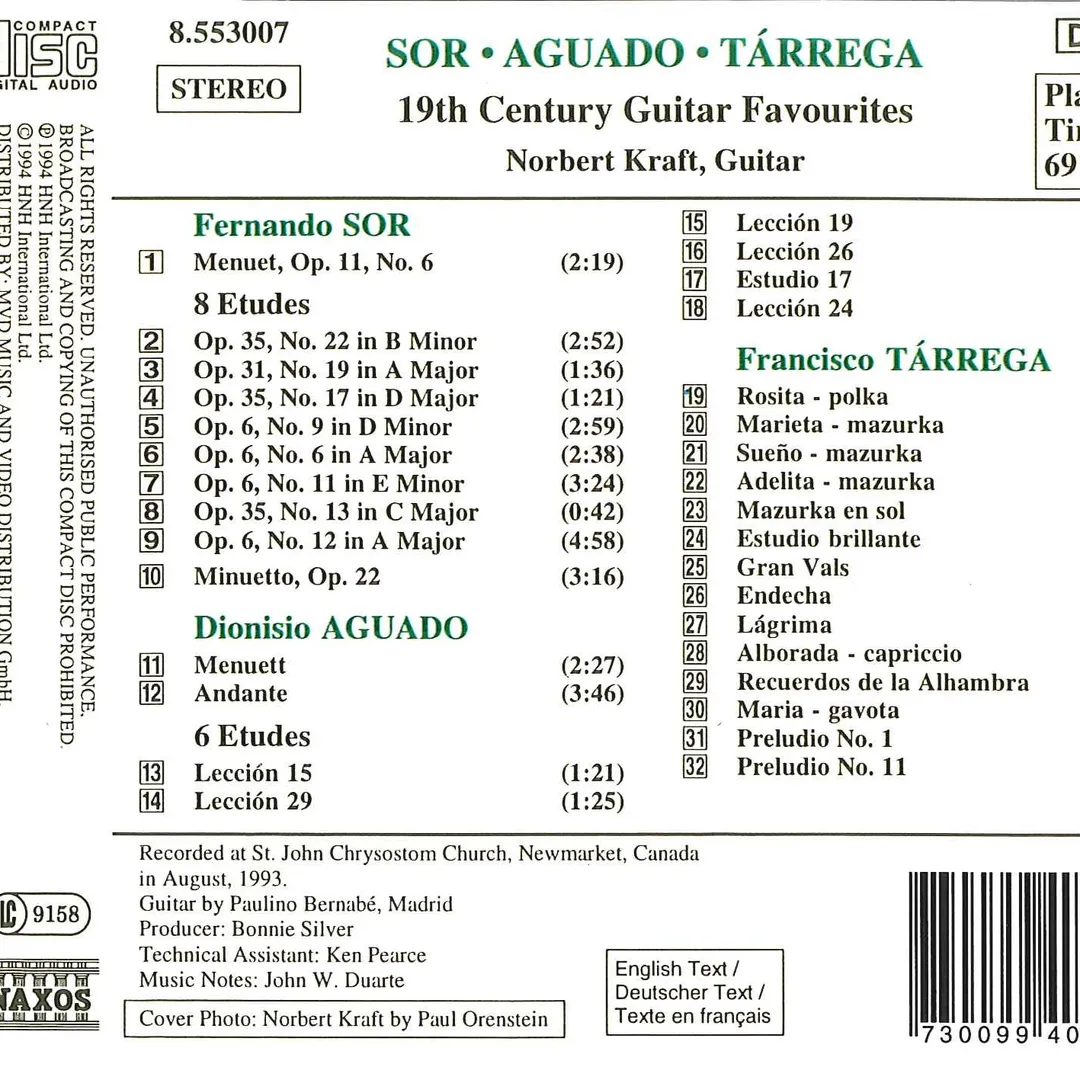 COMPACT
DISC
DIGITAL AUDIO
8.553007
STEREO
SOR • AGUADO • TÁRREGA
19th Century Guitar Favourites
Norbert Kraft, Guitar
69
ALL RIGHTS RESERVED. UNAUTHORISED PUBLIC PERFORMANCE,
BROADCASTING AND COPYING OF THIS COMPACT DISC PROHIBITED.
℗1994 HNH International Ltd.
©1994 HNH International Ltd.
DISTRIBUTED BY: MVD MUSIC AND VIDEO DISTRIBUTION GmbH.
Fernando SOR
1 Menuet, Op. 11, No. 6 (2:19)
8 Etudes
2 Op. 35, No. 22 in B Minor (2:52)
3 Op. 31, No. 19 in A Major (1:36)
4 Op. 35, No. 17 in D Major (1:21)
5 Op. 6, No. 9 in D Minor (2:59)
6 Op. 6, No. 6 in A Major (2:38)
7 Op. 6, No. 11 in E Minor (3:24)
8 Op. 35, No. 13 in C Major (0:42)
9 Op. 6, No. 12 in A Major (4:58)
10 Minuetto, Op. 22 (3:16)
Dionisio AGUADO
11 Menuett (2:27)
12 Andante (3:46)
6 Etudes
13 Lección 15 (1:21)
14 Lección 29 (1:25)
15 Lección 19
16 Lección 26
17 Estudio 17
18 Lección 24
Francisco TÁRREGA
19 Rosita - polka
20 Marieta - mazurka
21 Sueño - mazurka
22 Adelita - mazurka
23 Mazurka en sol
24 Estudio brillante
25 Gran Vals
26 Endecha
27 Lágrima
28 Alborada - capriccio
29 Recuerdos de la Alhambra
30 Maria - gavota
31 Preludio No. 1
32 Preludio No. 11
Recorded at St. John Chrysostom Church, Newmarket, Canada
in August, 1993.
Guitar by Paulino Bernabé, Madrid
Producer: Bonnie Silver
Technical Assistant: Ken Pearce
Music Notes: John W. Duarte
Cover Photo: Norbert Kraft by Paul Orenstein
LC 9158
NAXOS
English Text /
Deutscher Text /
Texte en français
730099 40